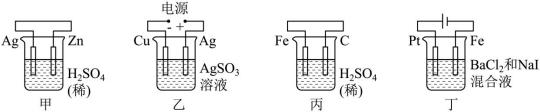 电源
Ag Zn
H₂SO₄
(稀)
甲
- +
Cu Ag
AgSO₃
溶液
乙
Fe C
H₂SO₄
(稀)
丙
Pt Fe
BaCl₂和NaI
混合液
丁